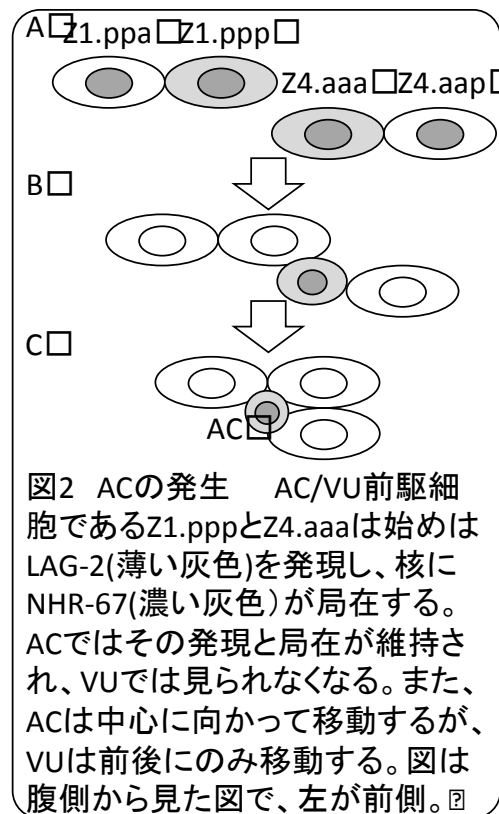 A□Z1.ppa□Z1.ppp□
Z4.aaa□Z4.aap□
B□
C□
AC□
図2 ACの発生　 AC/VU前駆細
胞であるZ1.pppとZ4.aaaは始めは
LAG-2(薄い灰色)を発現し、核に
NHR-67(濃い灰色）が局在する。
ACではその発現と局在が維持さ
れ、VUでは見られなくなる。また、
ACは中心に向かって移動するが、
VUは前後にのみ移動する。図は
腹側から見た図で、左が前側。